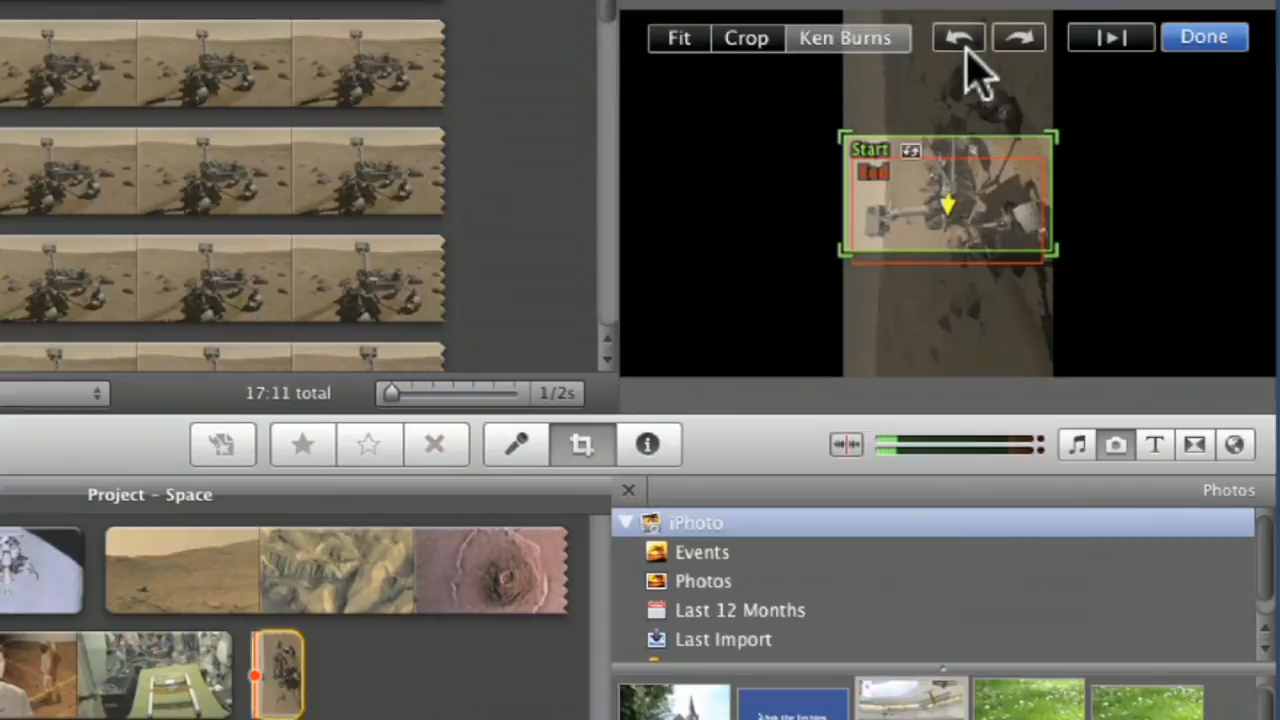 Fit Crop Ken Burns Done
Start
17:11 total 1/2s
Project - Space
Photos
iPhoto
Events
Photos
Last 12 Months
Last Import